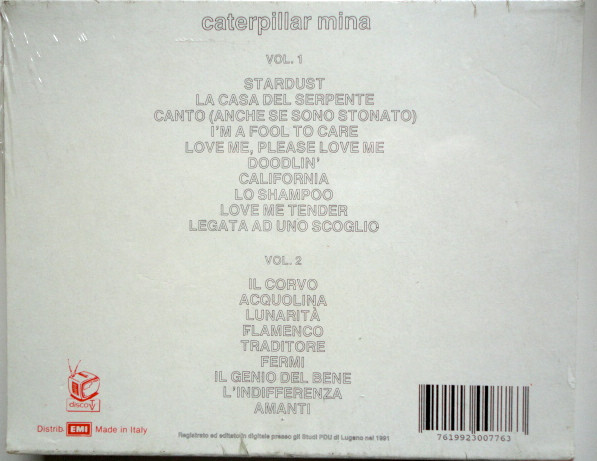 caterpillar mina
VOL. 1
STARDUST
LA CASA DEL SERPENTE
CANTO (ANCHE SE SONO STONATO)
I'M A FOOL TO CARE
LOVE ME, PLEASE LOVE ME
DOODLIN'
CALIFORNIA
LO SHAMPOO
LOVE ME TENDER
LEGATA AD UNO SCOGLIO
VOL. 2
IL CORVO
ACQUOLINA
LUNARITÀ
FLAMENCO
TRADITORE
FERMI
IL GENIO DEL BENE
L'INDIFFERENZA
AMANTI
disco
Distrib EMI Made in Italy
Registrato ed editato in digitale presso gli Studi PDU di Lugano nel 1991
7619923007763